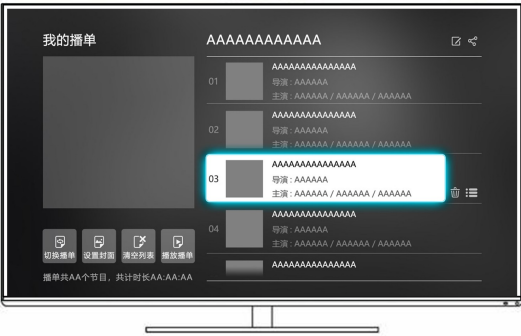 我的播单
AAAAAAAAAAAA
01
AAAAAAAAAAAAAAA
导演 : AAAAAA
主演 : AAAAAA / AAAAAA / AAAAAA
02
AAAAAAAAAAAAAAA
导演 : AAAAAA
主演 : AAAAAA / AAAAAA / AAAAAA
03
AAAAAAAAAAAAAAA
导演 : AAAAAA
主演 : AAAAAA / AAAAAA / AAAAAA
04
AAAAAAAAAAAAAAA
导演 : AAAAAA
主演 : AAAAAA / AAAAAA / AAAAAA
AAAAAAAAAAAAAAA
切换播单 设置封面 清空列表 播放播单
播单共AA个节目，共计时长AA:AA:AA